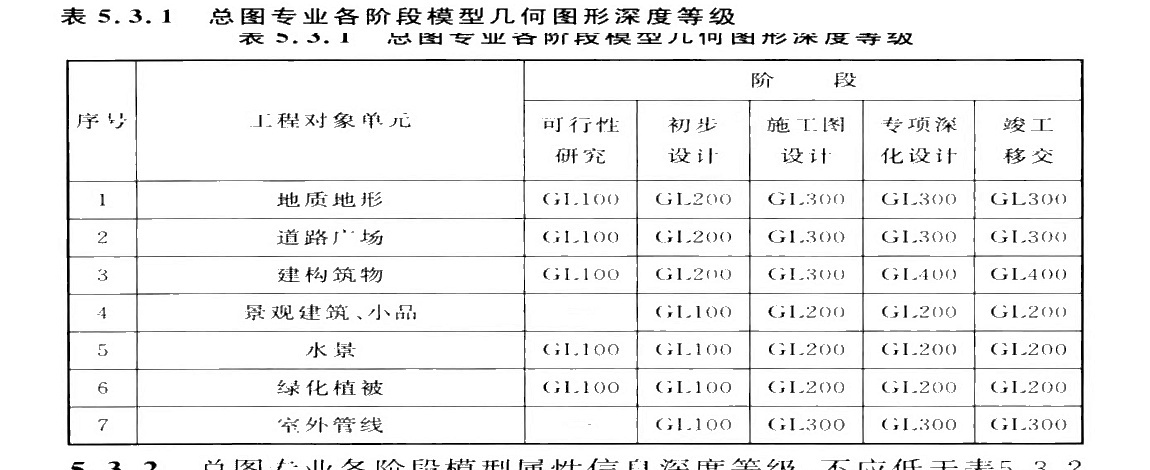 表 5.3.1 总图专业各阶段模型几何图形深度等级
表 5.3.1 总图专业各阶段模型几何图形深度等级
序号 工程对象单元 阶段
可行性研究 初步设计 施工图设计 专项深化设计 竣工移交
1 地质地形 GL100 GL200 GL300 GL300 GL300
2 道路广场 GL100 GL200 GL300 GL300 GL300
3 建构筑物 GL100 GL200 GL300 GL400 GL400
4 景观建筑、小品 GL100 GL200 GL200 GL200
5 水景 GL100 GL100 GL200 GL200 GL200
6 绿化植被 GL100 GL100 GL200 GL200 GL200
7 室外管线 - GL100 GL300 GL300 GL300
5.3.2 总图专业各阶段模型属性信息深度等级,不应低于表5.3.2